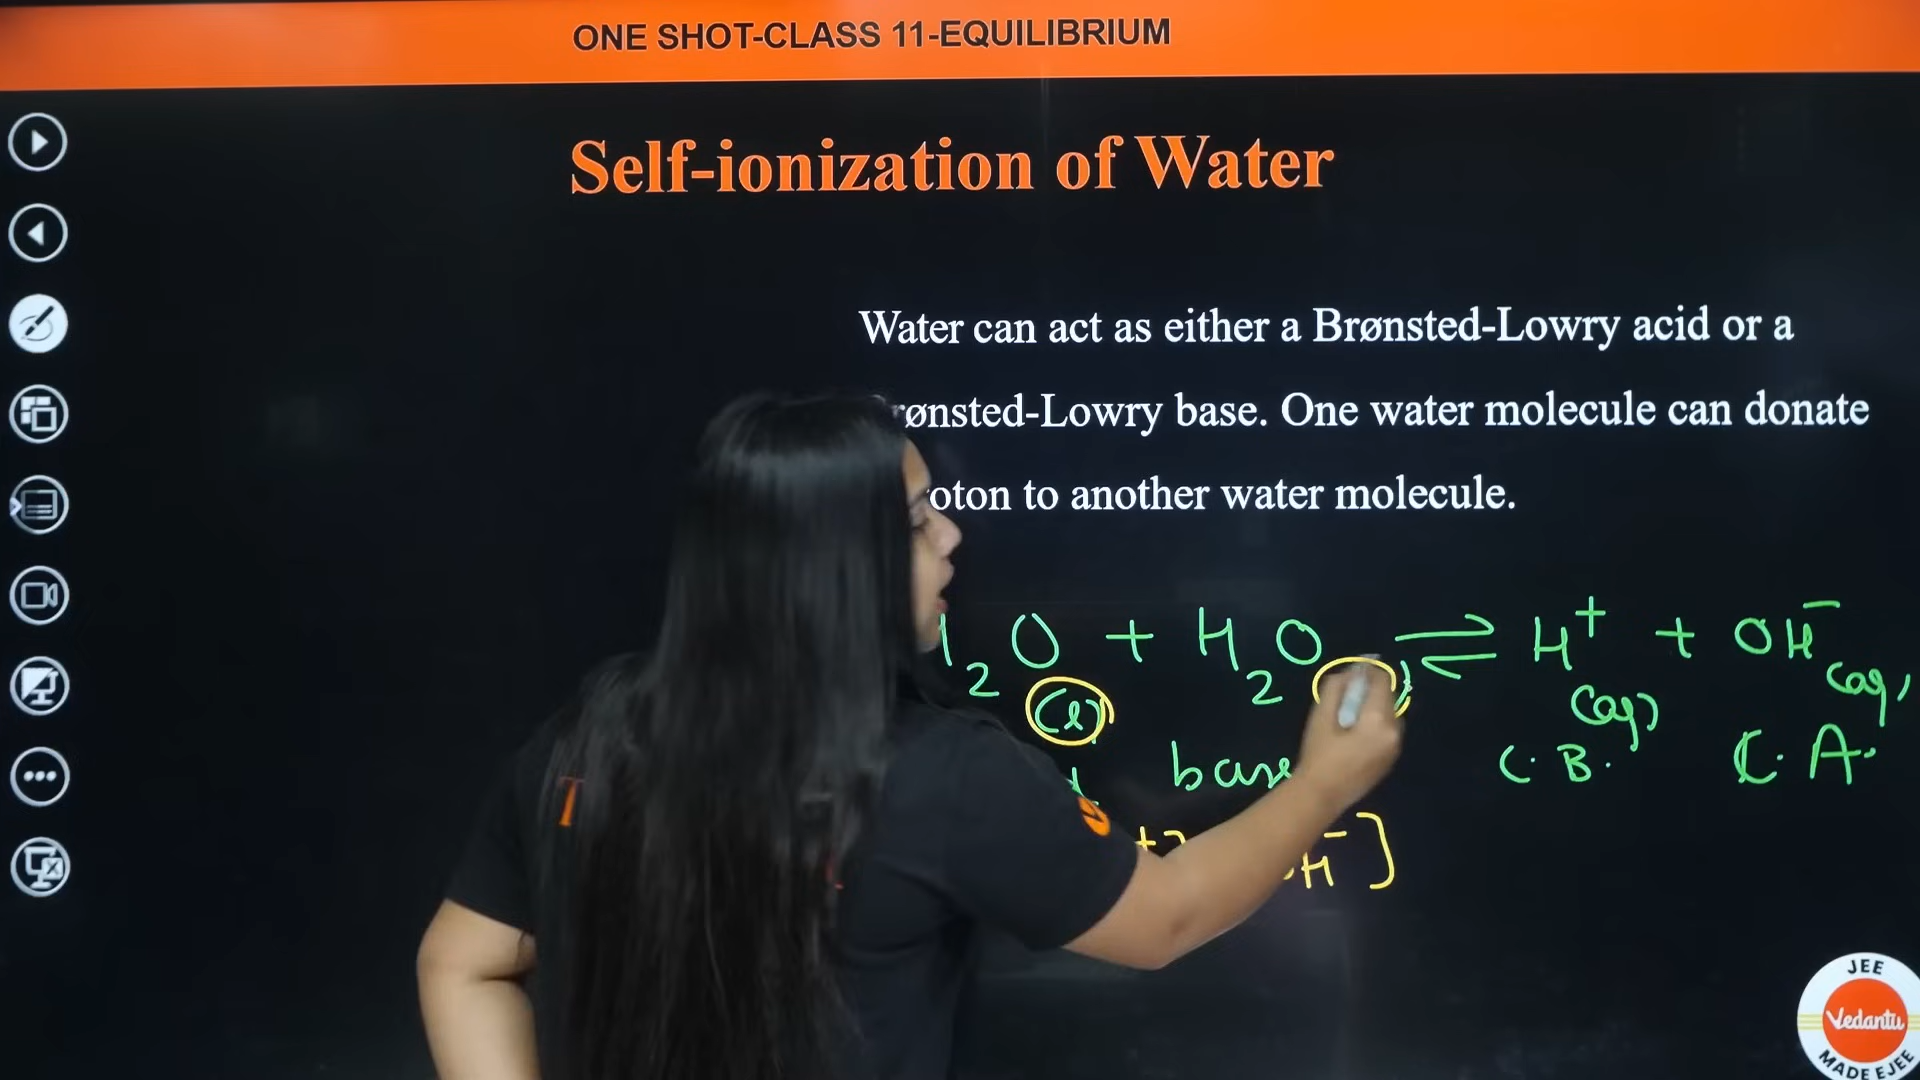 ONE SHOT-CLASS 11-EQUILIBRIUM
Self-ionization of Water
Water can act as either a Brønsted-Lowry acid or a
rønsted-Lowry base. One water molecule can donate
oton to another water molecule.
2 O + H2O ⇌ H+ + OH-
(l) (aq) (aq)
base C.B. C.A.
H-]
JEE
Vedantu
MADE EJEE